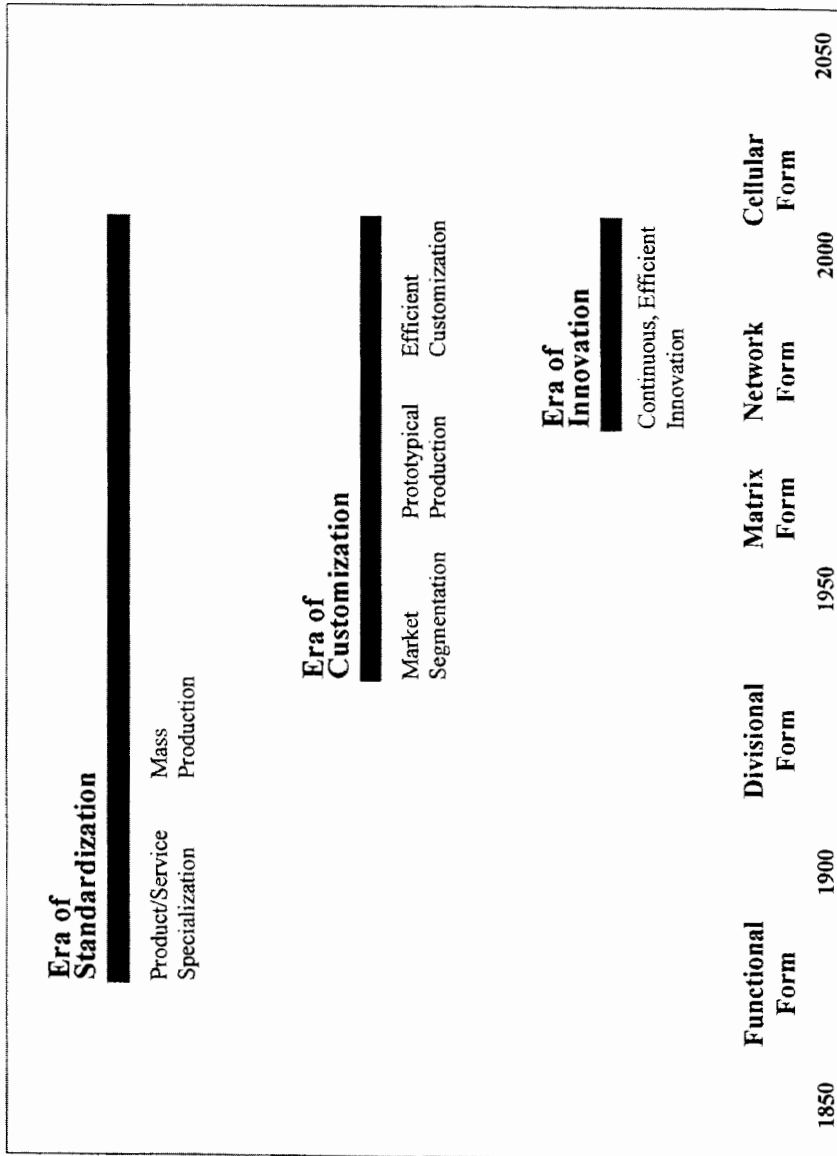 Era of
Standardization
Product/Service
Specialization
Mass
Production
Era of
Customization
Market
Segmentation
Prototypical
Production
Efficient
Customization
Era of
Innovation
Continuous, Efficient
Innovation
Functional
Form
Divisional
Form
Matrix
Form
Network
Form
Cellular
Form
1850
1900
1950
2000
2050